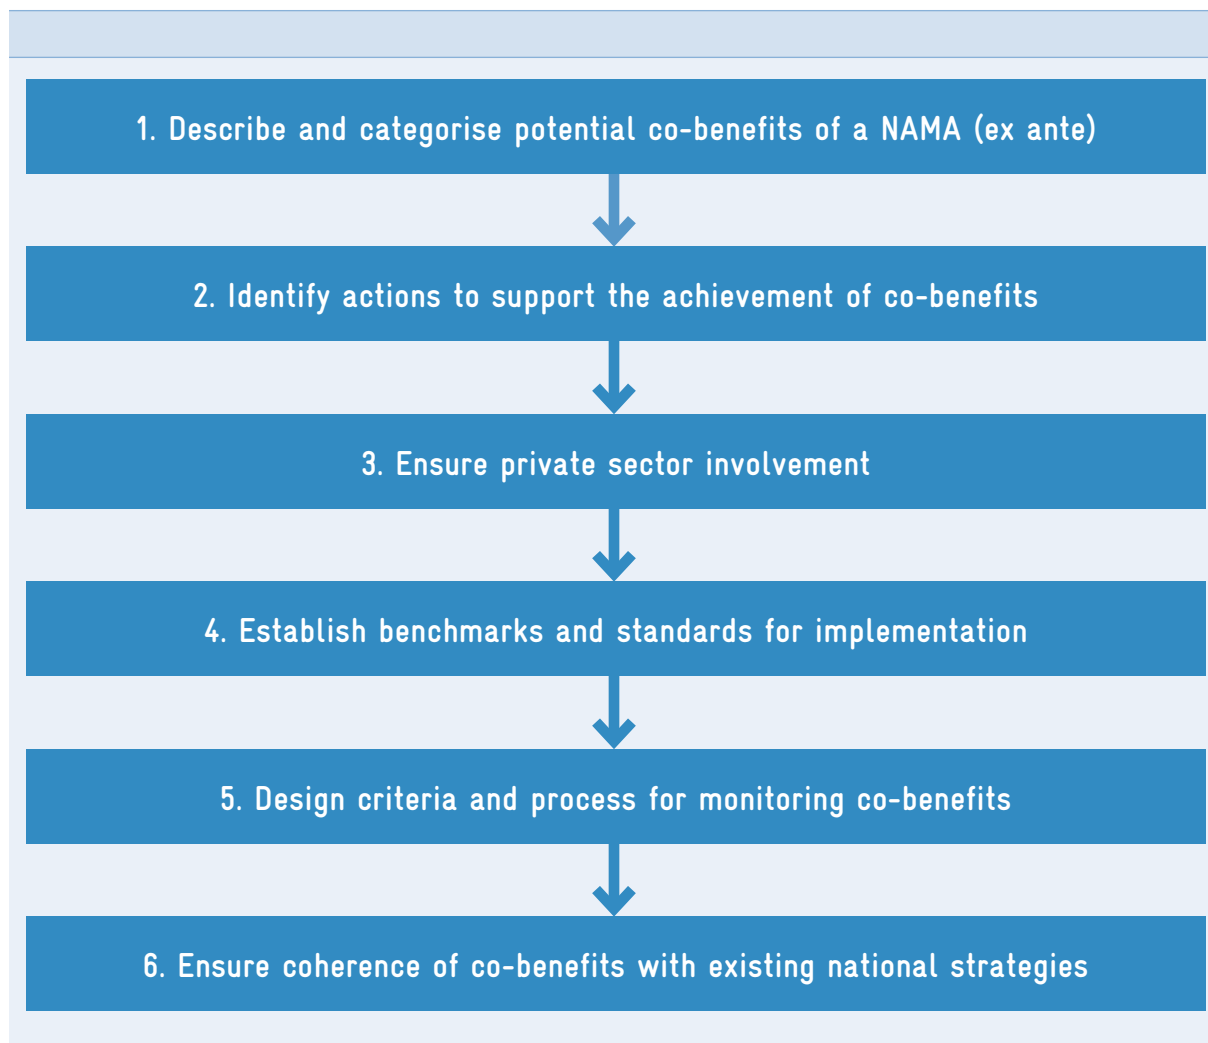 1. Describe and categorise potential co-benefits of a NAMA (ex ante)
2. Identify actions to support the achievement of co-benefits
3. Ensure private sector involvement
4. Establish benchmarks and standards for implementation
5. Design criteria and process for monitoring co-benefits
6. Ensure coherence of co-benefits with existing national strategies